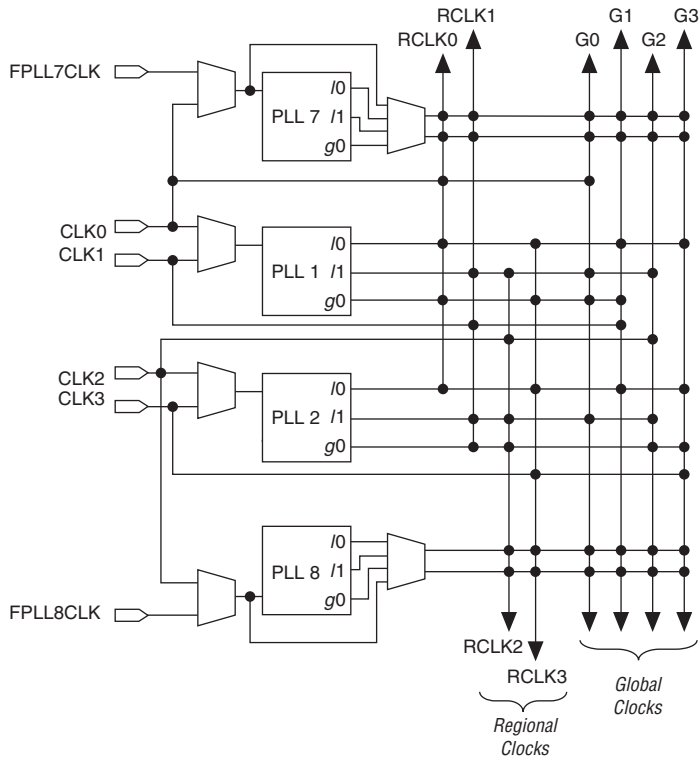 RCLK1
RCLK0
G1
G3
G0
G2
FPLL7CLK
l0
PLL 7 l1
g0
CLK0
CLK1
l0
PLL 1 l1
g0
CLK2
CLK3
l0
PLL 2 l1
g0
l0
PLL 8 l1
g0
FPLL8CLK
RCLK2
RCLK3
Regional
Clocks
Global
Clocks